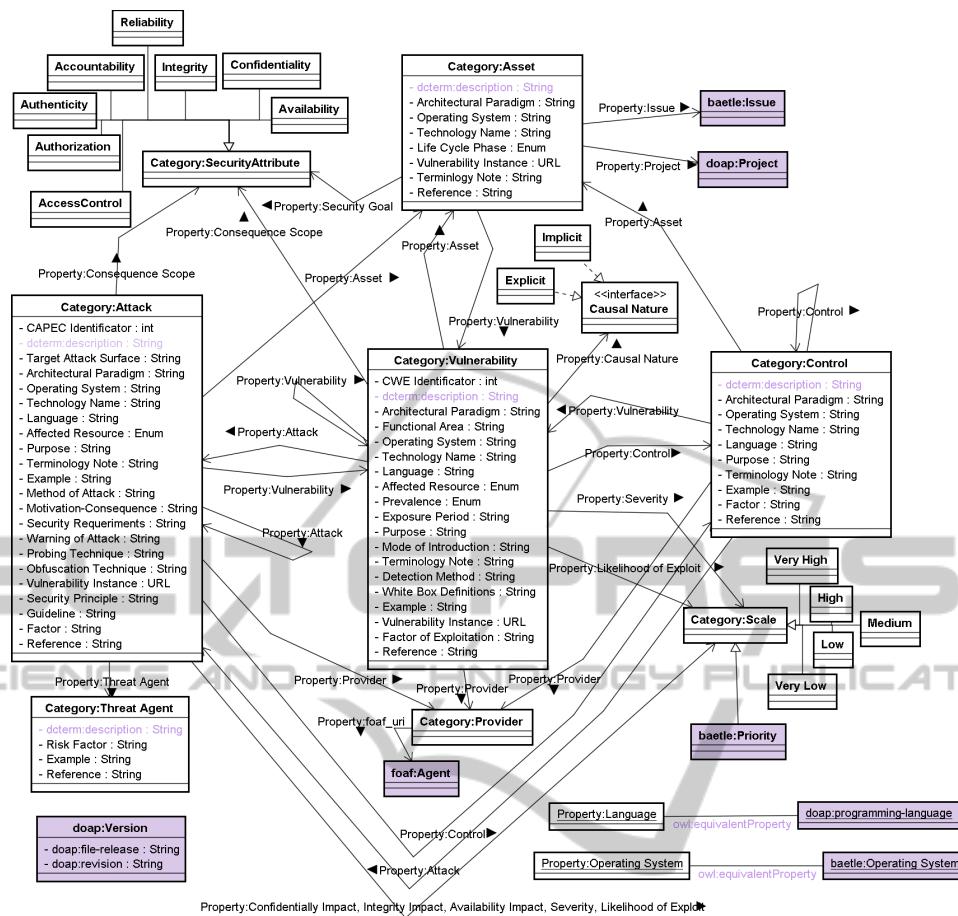 Reliability
Accountability
Integrity
Confidentiality
Authenticity
Availability
Authorization
AccessControl
Category:SecurityAttribute
Category:Asset
- dcterm:description : String
- Architectural Paradigm : String
- Operating System : String
- Technology Name : String
- Life Cycle Phase : Enum
- Vulnerability Instance : URL
- Terminlogy Note : String
- Reference : String
Property:Issue ▶
baetle:Issue
Property:Project ▶
doap:Project
◀Property:Security Goal
Property:Consequence Scope
Property:Consequence Scope
Property:Asset ▶
Property:Asset
Property:Asset
Implicit
Explicit
<<interface>>
Causal Nature
Property:Vulnerability
Property:Causal Nature
Property:Control ▶
Category:Attack
- CAPEC Identificator : int
- dcterm:description : String
- Target Attack Surface : String
- Architectural Paradigm : String
- Operating System : String
- Technology Name : String
- Language : String
- Affected Resource : Enum
- Purpose : String
- Terminology Note : String
- Example : String
- Method of Attack : String
- Motivation-Consequence : String
- Security Requeriments : String
- Warning of Attack : String
- Probing Technique : String
- Obfuscation Technique : String
- Vulnerability Instance : URL
- Security Principle : String
- Guideline : String
- Factor : String
- Reference : String
Property:Vulnerability ▶
◀Property:Attack
Property:Vulnerability ▶
Property:Attack
Category:Vulnerability
- CWE Identificator : int
- dcterm:description : String
- Architectural Paradigm : String
- Functional Area : String
- Operating System : String
- Technology Name : String
- Language : String
- Affected Resource : Enum
- Prevalence : Enum
- Exposure Period : String
- Purpose : String
- Mode of Introduction : String
- Terminology Note : String
- Detection Method : String
- White Box Definitions : String
- Example : String
- Vulnerability Instance : URL
- Factor of Exploitation : String
- Reference : String
◀Property:Vulnerability
Property:Control▶
Property:Severity ▶
Property:Likelihood of Exploit ▶
Category:Control
- dcterm:description : String
- Architectural Paradigm : String
- Operating System : String
- Technology Name : String
- Language : String
- Purpose : String
- Terminology Note : String
- Example : String
- Factor : String
- Reference : String
Very High
High
Category:Scale
Medium
Low
Very Low
baetle:Priority
Property:Threat Agent
Category:Threat Agent
- dcterm:description : String
- Risk Factor : String
- Example : String
- Reference : String
Property:Provider ▶
Property:Provider
Property:Provider
Property:foaf_uri
Category:Provider
foaf:Agent
doap:Version
- doap:file-release : String
- doap:revision : String
Property:Control▶
◀Property:Attack
Property:Language
owl:equivalentProperty
doap:programming-language
Property:Operating System
owl:equivalentProperty
baetle:Operating System
Property:Confidentially Impact, Integrity Impact, Availability Impact, Severity, Likelihood of Exploit
SCIENCE AND TECHNOLOGY PUBLICAT